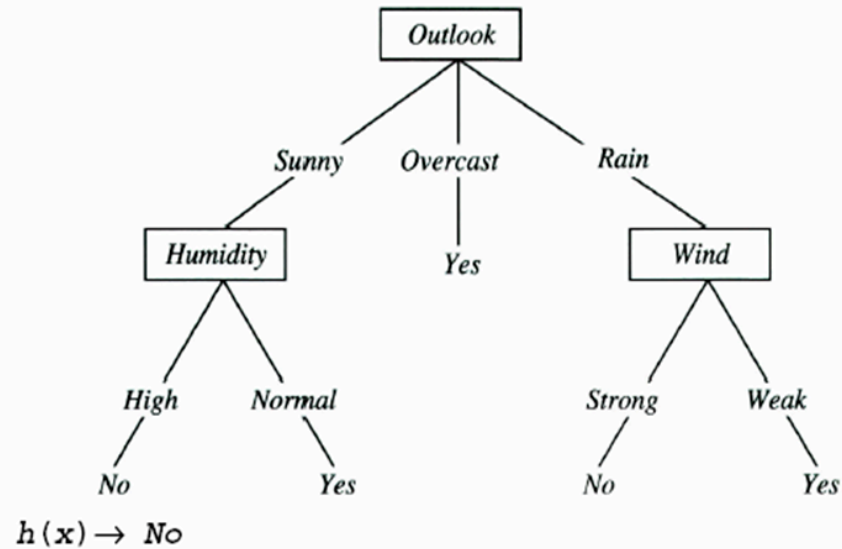 Outlook
Sunny Overcast Rain
Humidity Yes Wind
High Normal Strong Weak
No Yes No Yes
h(x)→ No